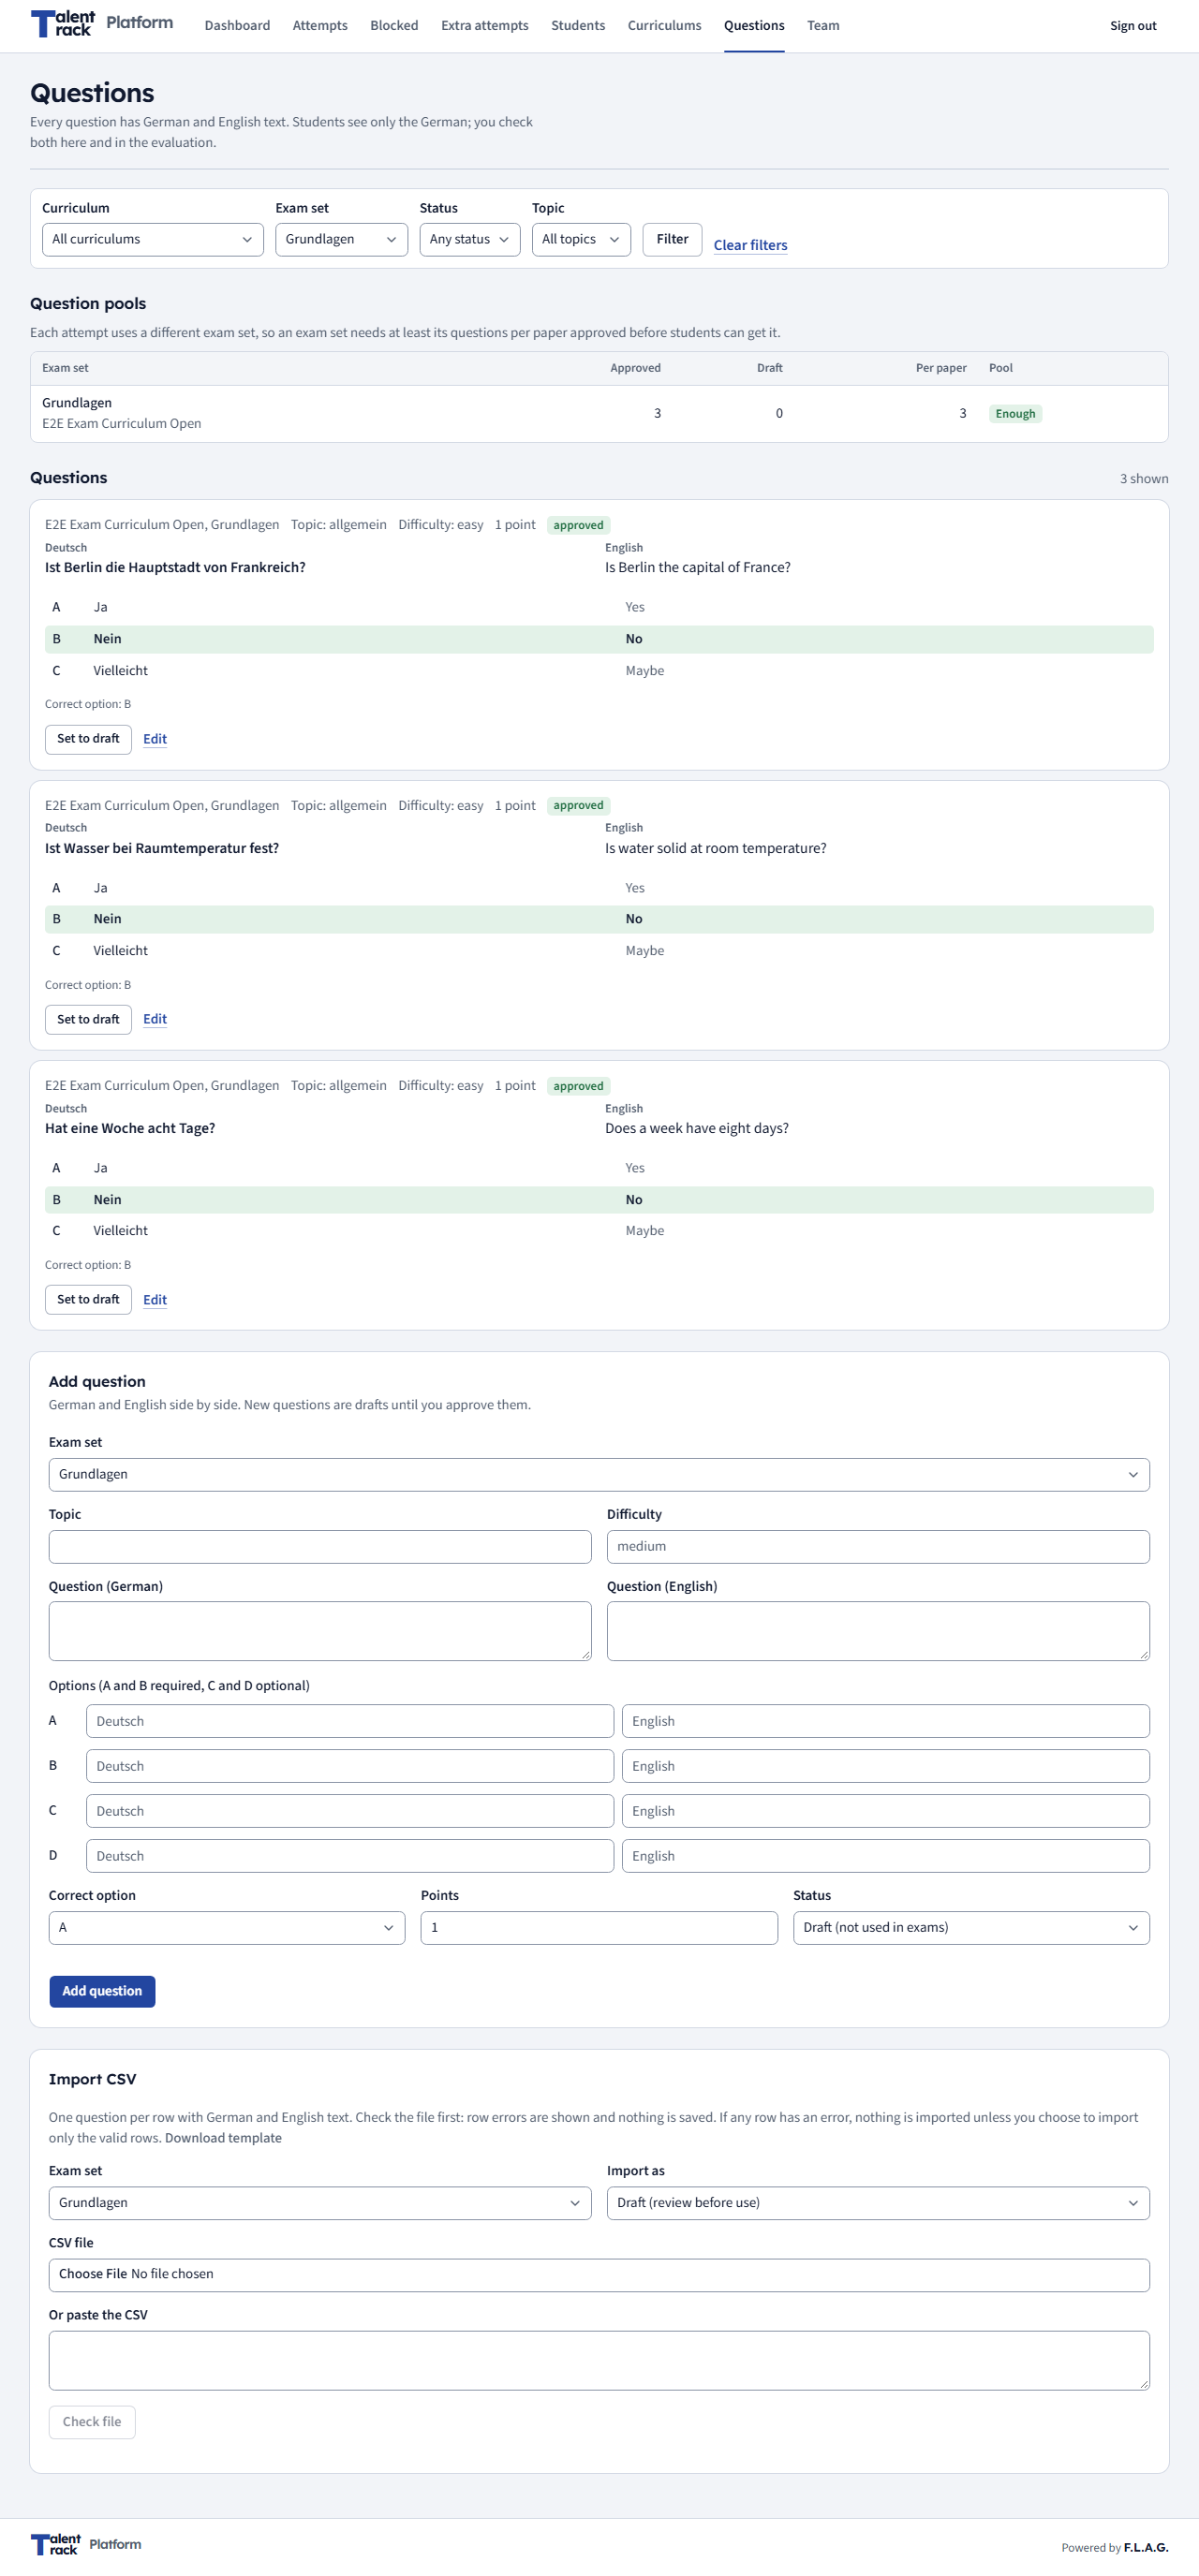 Talent Track Platform Dashboard Attempts Blocked Extra attempts Students Curriculums Questions Team Sign out
Questions
Every question has German and English text. Students see only the German; you check
both here and in the evaluation.
Curriculum Exam set Status Topic
All curriculums Grundlagen Any status All topics Filter Clear filters
Question pools
Each attempt uses a different exam set, so an exam set needs at least its questions per paper approved before students can get it.
Exam set Approved Draft Per paper Pool
Grundlagen
E2E Exam Curriculum Open 3 0 3 Enough
Questions 3 shown
E2E Exam Curriculum Open, Grundlagen Topic: allgemein Difficulty: easy 1 point approved
Deutsch English
Ist Berlin die Hauptstadt von Frankreich? Is Berlin the capital of France?
A Ja Yes
B Nein No
C Vielleicht Maybe
Correct option: B
Set to draft Edit
E2E Exam Curriculum Open, Grundlagen Topic: allgemein Difficulty: easy 1 point approved
Deutsch English
Ist Wasser bei Raumtemperatur fest? Is water solid at room temperature?
A Ja Yes
B Nein No
C Vielleicht Maybe
Correct option: B
Set to draft Edit
E2E Exam Curriculum Open, Grundlagen Topic: allgemein Difficulty: easy 1 point approved
Deutsch English
Hat eine Woche acht Tage? Does a week have eight days?
A Ja Yes
B Nein No
C Vielleicht Maybe
Correct option: B
Set to draft Edit
Add question
German and English side by side. New questions are drafts until you approve them.
Exam set
Grundlagen
Topic Difficulty
medium
Question (German) Question (English)
Options (A and B required, C and D optional)
A Deutsch English
B Deutsch English
C Deutsch English
D Deutsch English
Correct option Points Status
A 1 Draft (not used in exams)
Add question
Import CSV
One question per row with German and English text. Check the file first: row errors are shown and nothing is saved. If any row has an error, nothing is imported unless you choose to import
only the valid rows. Download template
Exam set Import as
Grundlagen Draft (review before use)
CSV file
Choose File No file chosen
Or paste the CSV
Check file
Talent Track Platform Powered by F.L.A.G.